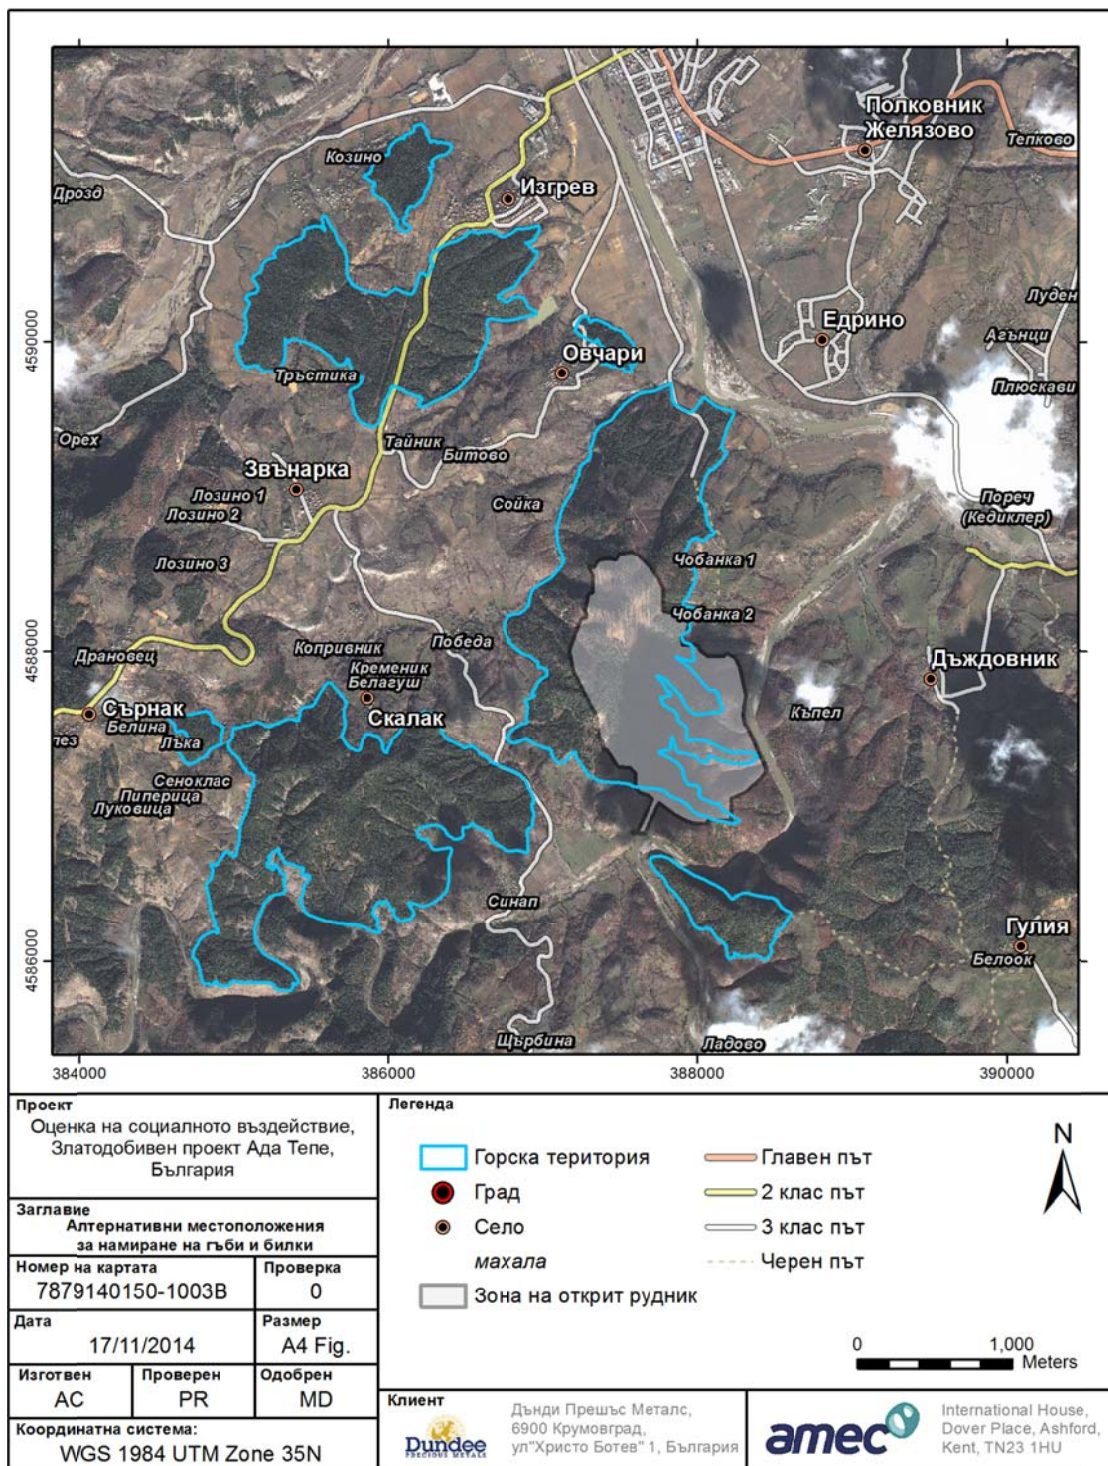 Полковник
Желязово
Тепково
Козино
Дрозд
Изгрев
Луден
Агънци
Едрино
Овчари
Плюскави
Тръстика
4590000
Орех
Тайник
Битово
Звънарка
Лозино 1
Лозино 2
Сойка
Пореч
(Кедиклер)
Лозино 3
Чобанка 1
Чобанка 2
Победа
Копривник
Драновец
Кременик
Белагуш
4588000
Дъждовник
Сърнак
Белина
Скалак
Къпел
Лъка
Сеноклас
Пиперица
Луковица
Синап
Гулия
Белоок
4586000
Щърбина
Ладово
384000
386000
388000
390000
Проект
Оценка на социалното въздействие,
Златодобивен проект Ада Тепе,
България
Заглавие
Алтернативни местоположения
за намиране на гъби и билки
Номер на картата
7879140150-1003B
Проверка
0
Дата
17/11/2014
Размер
A4 Fig.
Изготвен
AC
Проверен
PR
Одобрен
MD
Координатна система:
WGS 1984 UTM Zone 35N
Легенда
Горска територия
Град
Село
махала
Зона на открит рудник
Главен път
2 клас път
3 клас път
Черен път
N
0 1,000
Meters
Клиент
Dundee
PRECIOUS METALS
Дънди Прешъс Металс,
6900 Крумовград,
ул"Христо Ботев" 1, България
amec
International House,
Dover Place, Ashford,
Kent, TN23 1HU